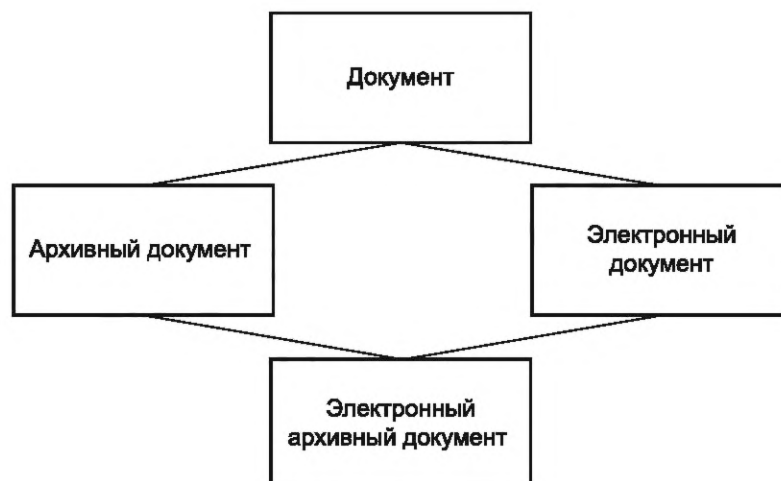 Документ
Архивный документ
Электронный
документ
Электронный
архивный документ